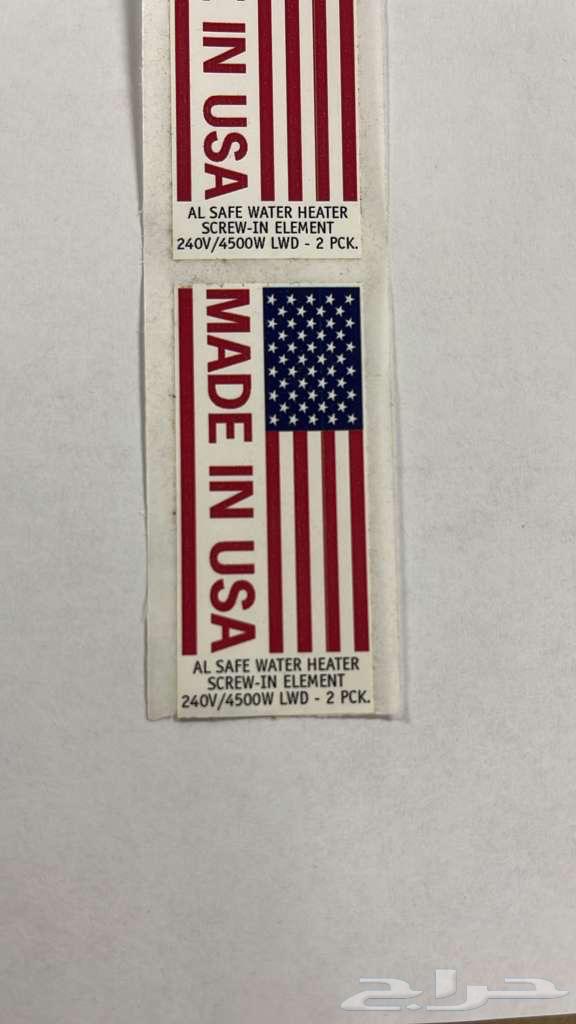 IN USA
AL SAFE WATER HEATER
SCREW-IN ELEMENT
240V/4500W LWD - 2 PCK.
MADE IN USA
AL SAFE WATER HEATER
SCREW-IN ELEMENT
240V/4500W LWD - 2 PCK.
حراج